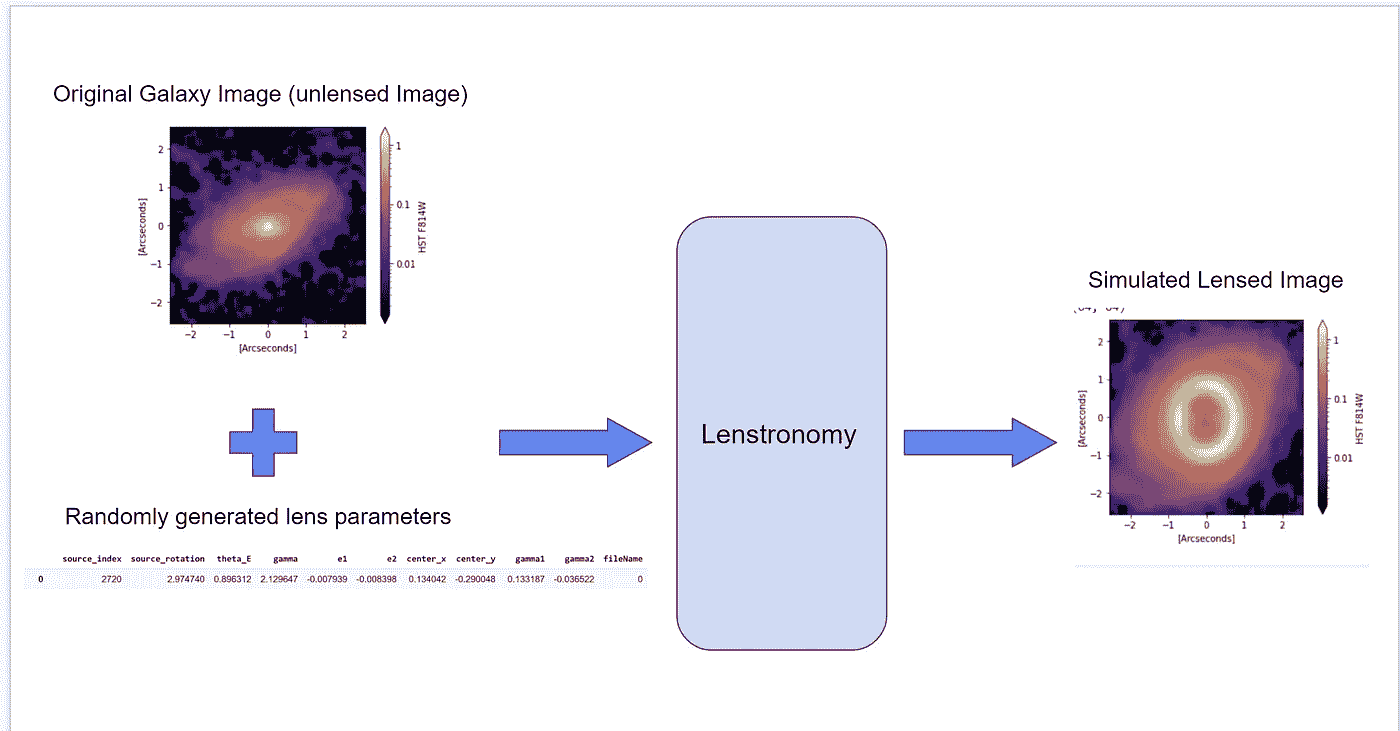 Original Galaxy Image (unlensed Image)
2
1
0
−1
−2
[Arcseconds]
−2 −1 0 1 2
[Arcseconds]
1
0.1
0.01
HST F814W
Randomly generated lens parameters
source_index source_rotation theta_E gamma e1 e2 center_x center_y gamma1 gamma2 fileName
0 2720 2.974740 0.896312 2.129647 -0.007939 -0.008398 0.134042 -0.290048 0.133187 -0.036522 0
Lenstronomy
Simulated Lensed Image
2
1
0
−1
−2
[Arcseconds]
−2 −1 0 1 2
[Arcseconds]
1
0.1
0.01
HST F814W